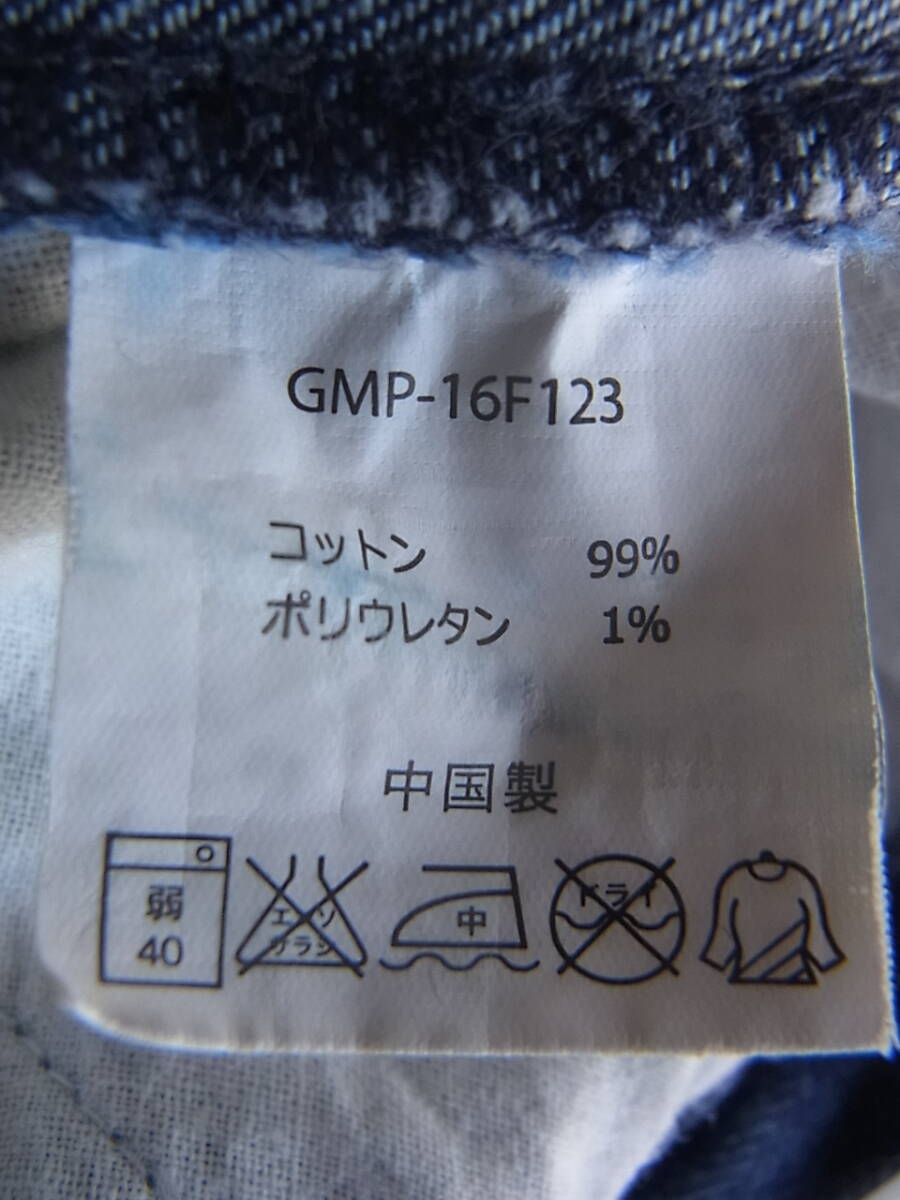 GMP-16F123
コットン 99%
ポリウレタン 1%
中国製
弱 40
エンソ サラシ
中
ドライ